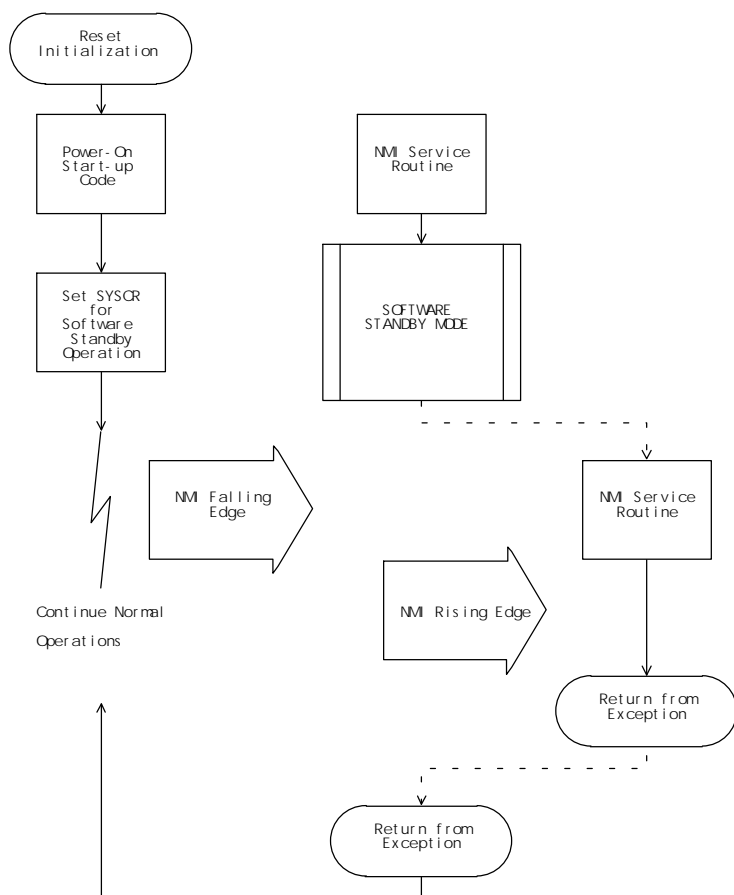 Reset
Initialization
Power-On
Start-up
Code
Set SYSCR
for
Software
Standby
Operation
NMI Service
Routine
SOFTWARE
STANDBY MODE
NMI Falling
Edge
NMI Service
Routine
Continue Normal
Operations
NMI Rising Edge
Return from
Exception
Return from
Exception